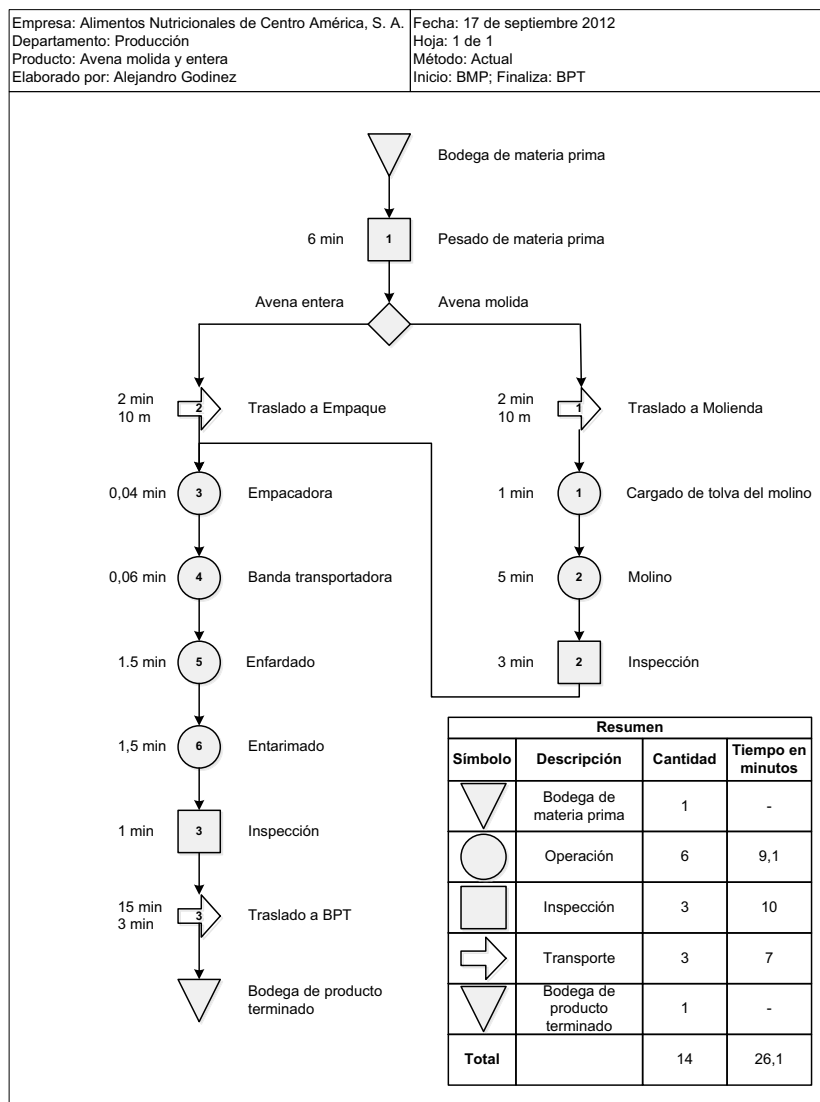 Empresa: Alimentos Nutricionales de Centro América, S. A.
Departamento: Producción
Producto: Avena molida y entera
Elaborado por: Alejandro Godinez
Fecha: 17 de septiembre 2012
Hoja: 1 de 1
Método: Actual
Inicio: BMP; Finaliza: BPT
Bodega de materia prima
6 min 1 Pesado de materia prima
Avena entera Avena molida
2 min
10 m
2 Traslado a Empaque
2 min
10 m
1 Traslado a Molienda
0,04 min 3 Empacadora
1 min 1 Cargado de tolva del molino
0,06 min 4 Banda transportadora
5 min 2 Molino
1.5 min 5 Enfardado
3 min 2 Inspección
1,5 min 6 Entarimado
1 min 3 Inspección
15 min
3 min
3 Traslado a BPT
Bodega de producto
terminado
Resumen
Símbolo Descripción Cantidad Tiempo en
minutos
Bodega de
materia prima
1 -
Operación 6 9,1
Inspección 3 10
Transporte 3 7
Bodega de
producto
terminado
1 -
Total 14 26,1